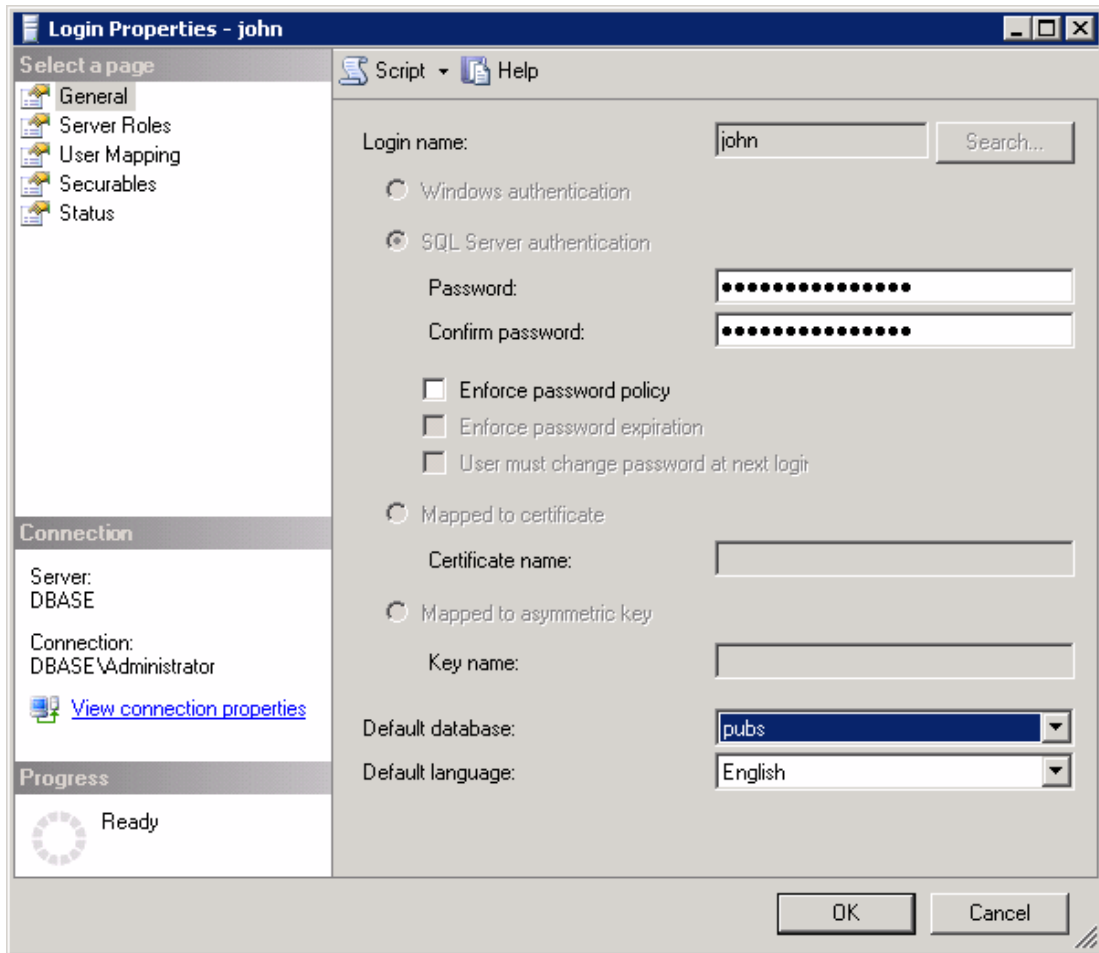 Login Properties - john
Select a page
General
Server Roles
User Mapping
Securables
Status
Script
Help
Login name:
john
Search...
Windows authentication
SQL Server authentication
Password:
●●●●●●●●●●●●●●●
Confirm password:
●●●●●●●●●●●●●●●
Enforce password policy
Enforce password expiration
User must change password at next login
Mapped to certificate
Certificate name:
Mapped to asymmetric key
Key name:
Default database:
pubs
Default language:
English
Connection
Server:
DBASE
Connection:
DBASE\Administrator
View connection properties
Progress
Ready
OK
Cancel